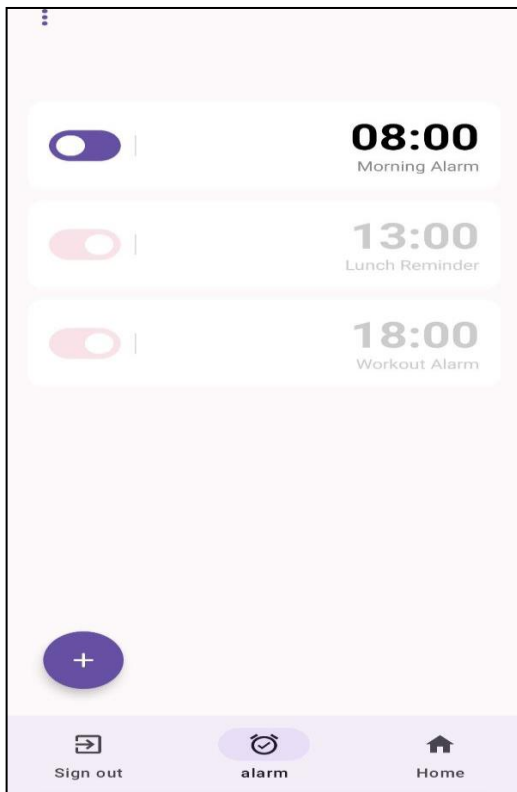 08:00
Morning Alarm
13:00
Lunch Reminder
18:00
Workout Alarm
+
Sign out
alarm
Home